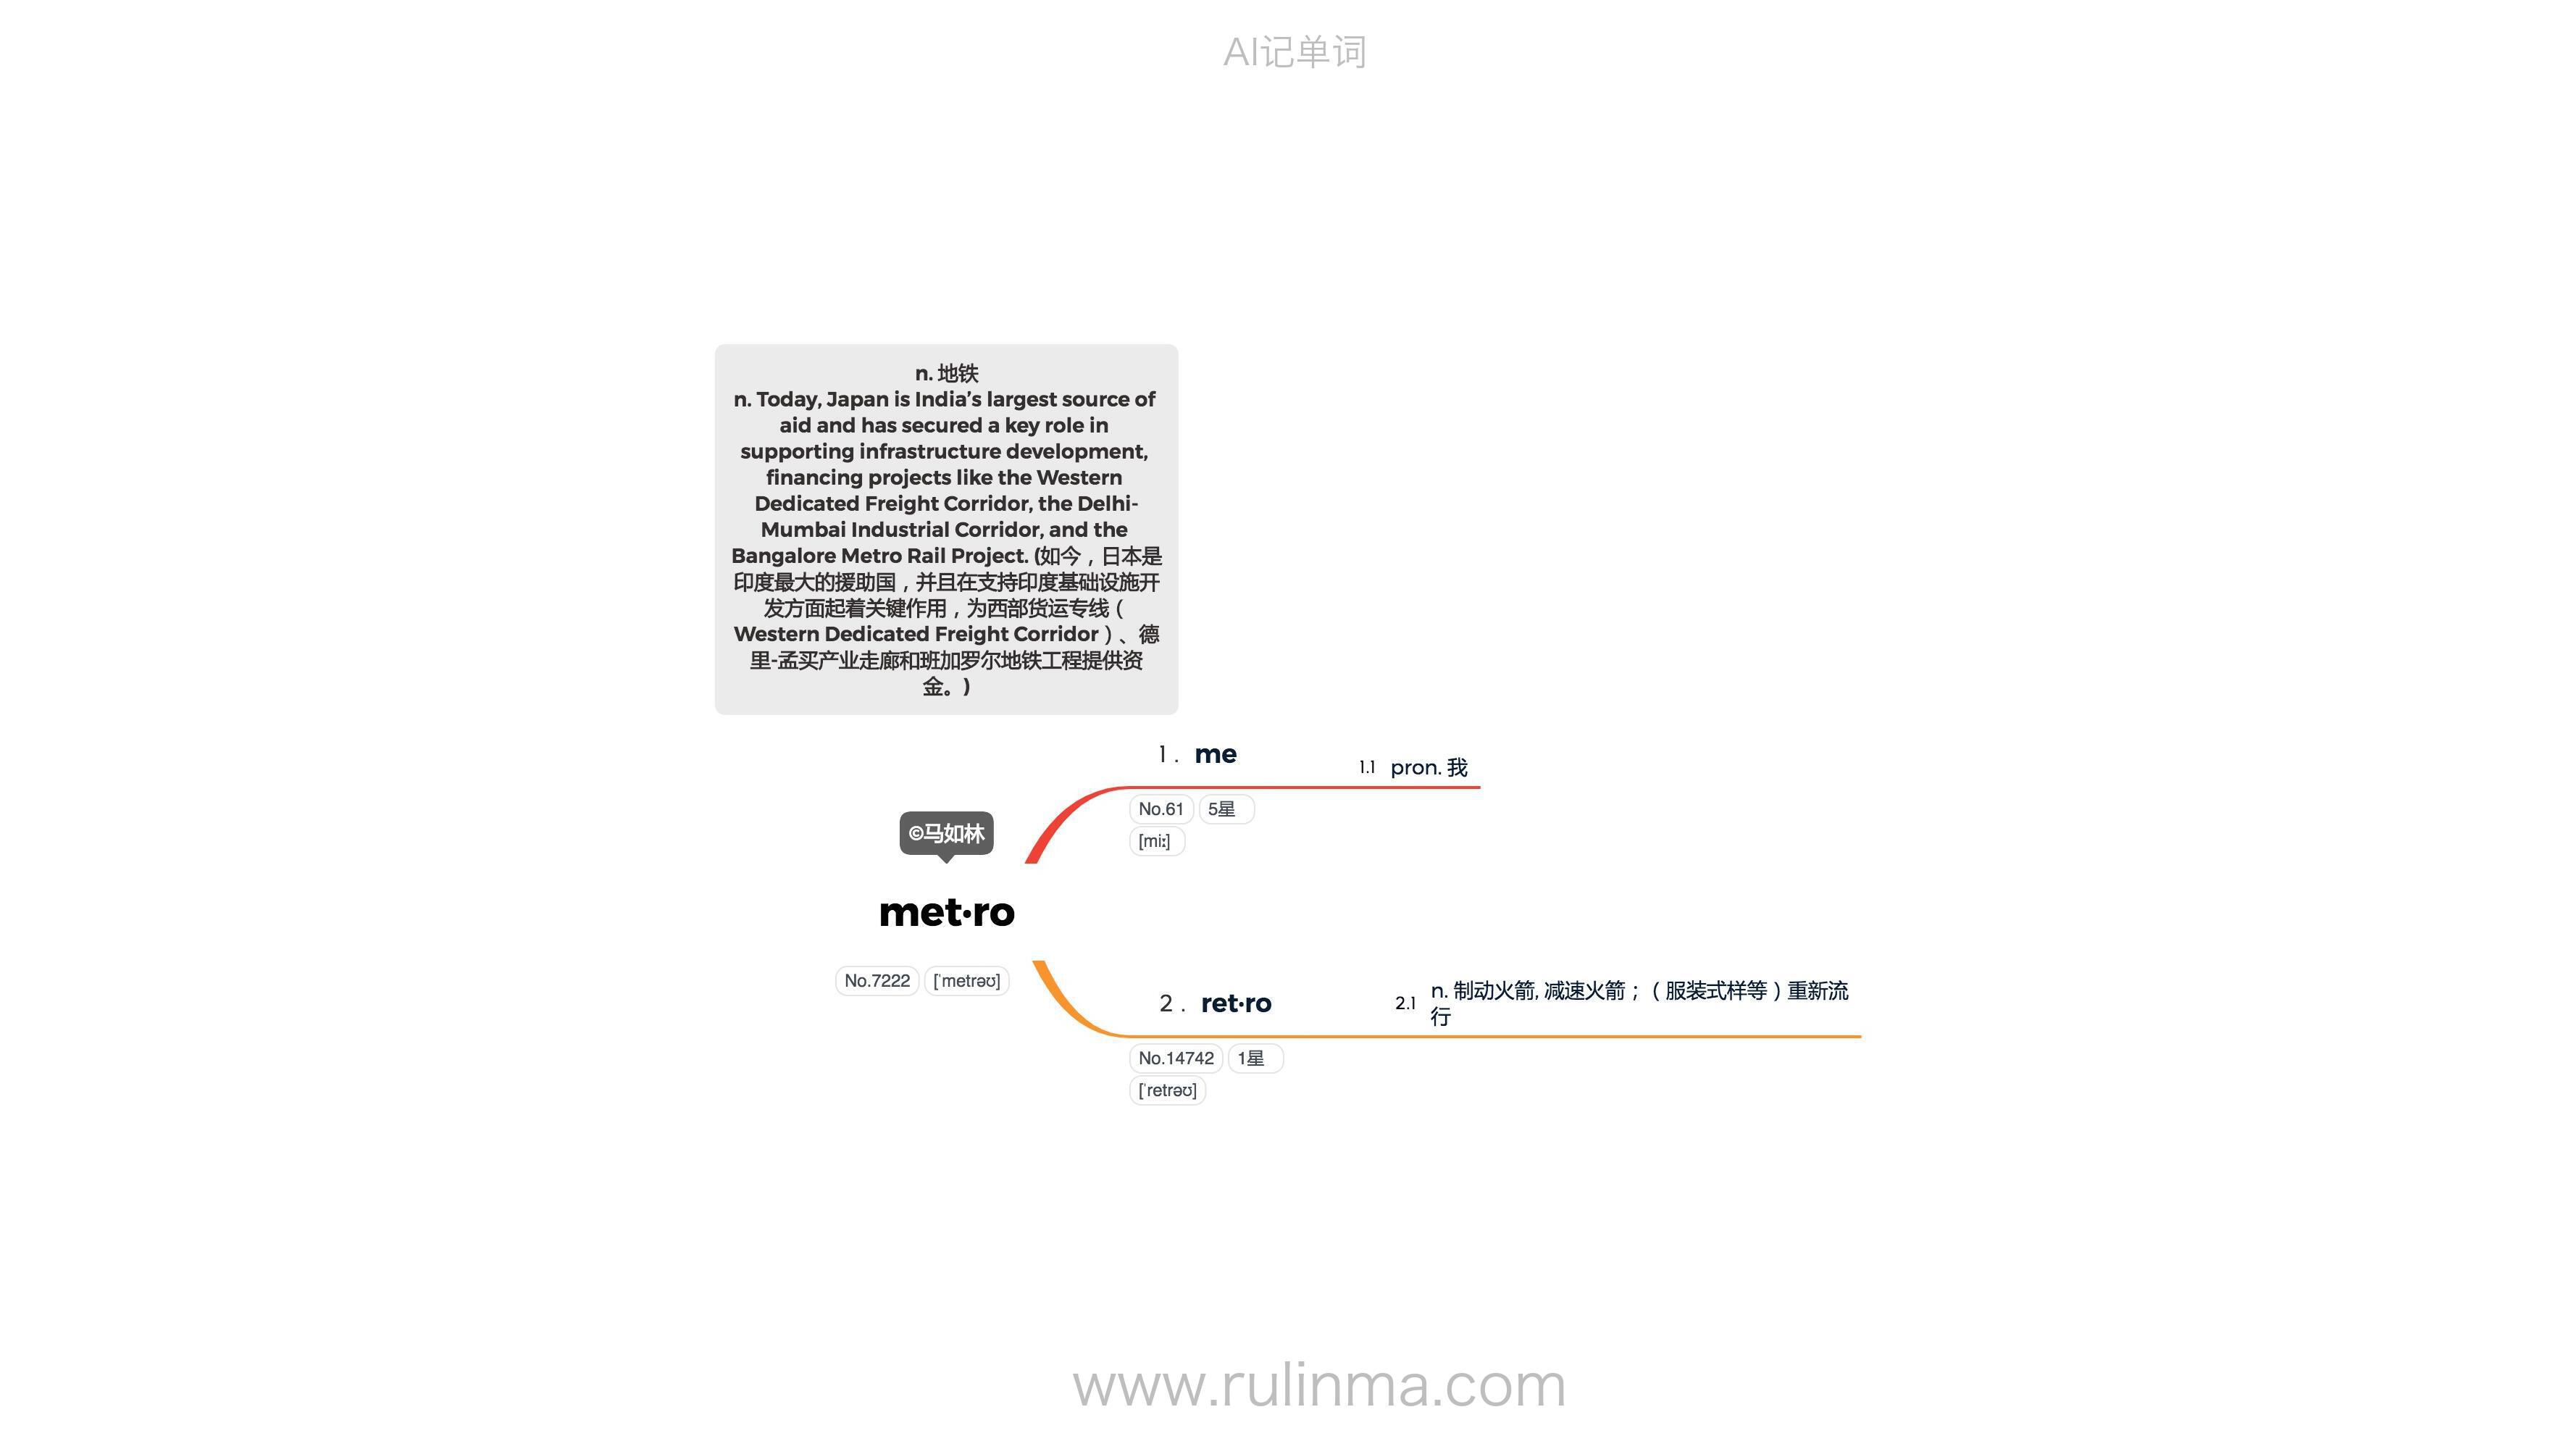 AI记单词
n. 地铁
n. Today, Japan is India’s largest source of
aid and has secured a key role in
supporting infrastructure development,
financing projects like the Western
Dedicated Freight Corridor, the Delhi-
Mumbai Industrial Corridor, and the
Bangalore Metro Rail Project. (如今，日本是
印度最大的援助国，并且在支持印度基础设施开
发方面起着关键作用，为西部货运专线（
Western Dedicated Freight Corridor）、德
里-孟买产业走廊和班加罗尔地铁工程提供资
金。)
1. me
1.1 pron. 我
No.61 5星
[miː]
©马如林
met·ro
No.7222 [ˈmetrəʊ]
2. ret·ro
2.1 n. 制动火箭, 减速火箭；（服装式样等）重新流
行
No.14742 1星
[ˈretrəʊ]
www.rulinma.com